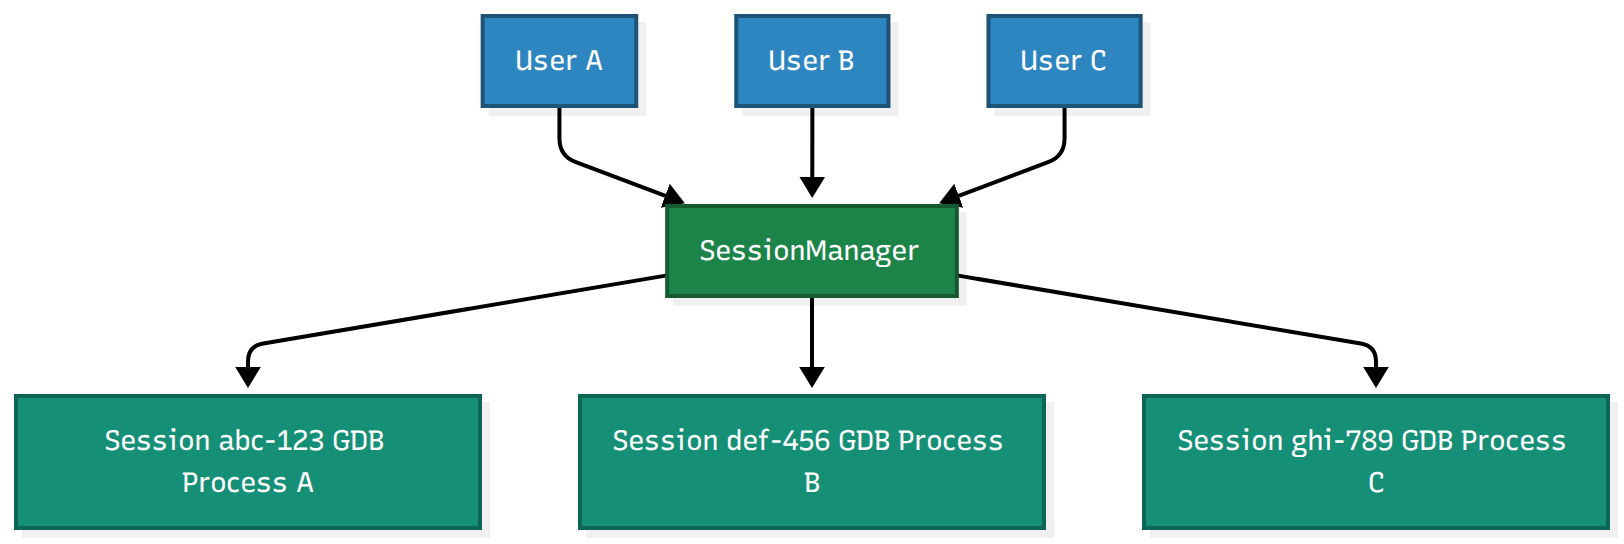 User A
User B
User C
SessionManager
Session abc-123 GDB
Process A
Session def-456 GDB Process
B
Session ghi-789 GDB Process
C